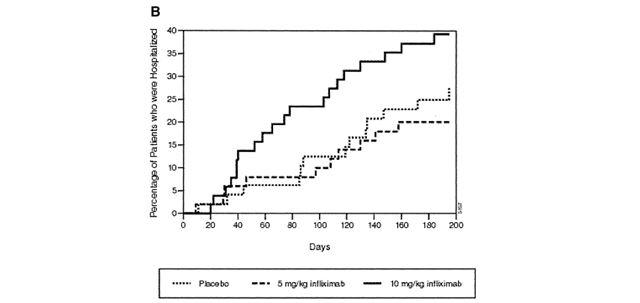 B
Percentage of Patients who were Hospitalized
40
35
30
25
20
15
10
5
0
0 20 40 60 80 100 120 140 160 180 200
Days
Placebo 5 mg/kg infliximab 10 mg/kg infliximab